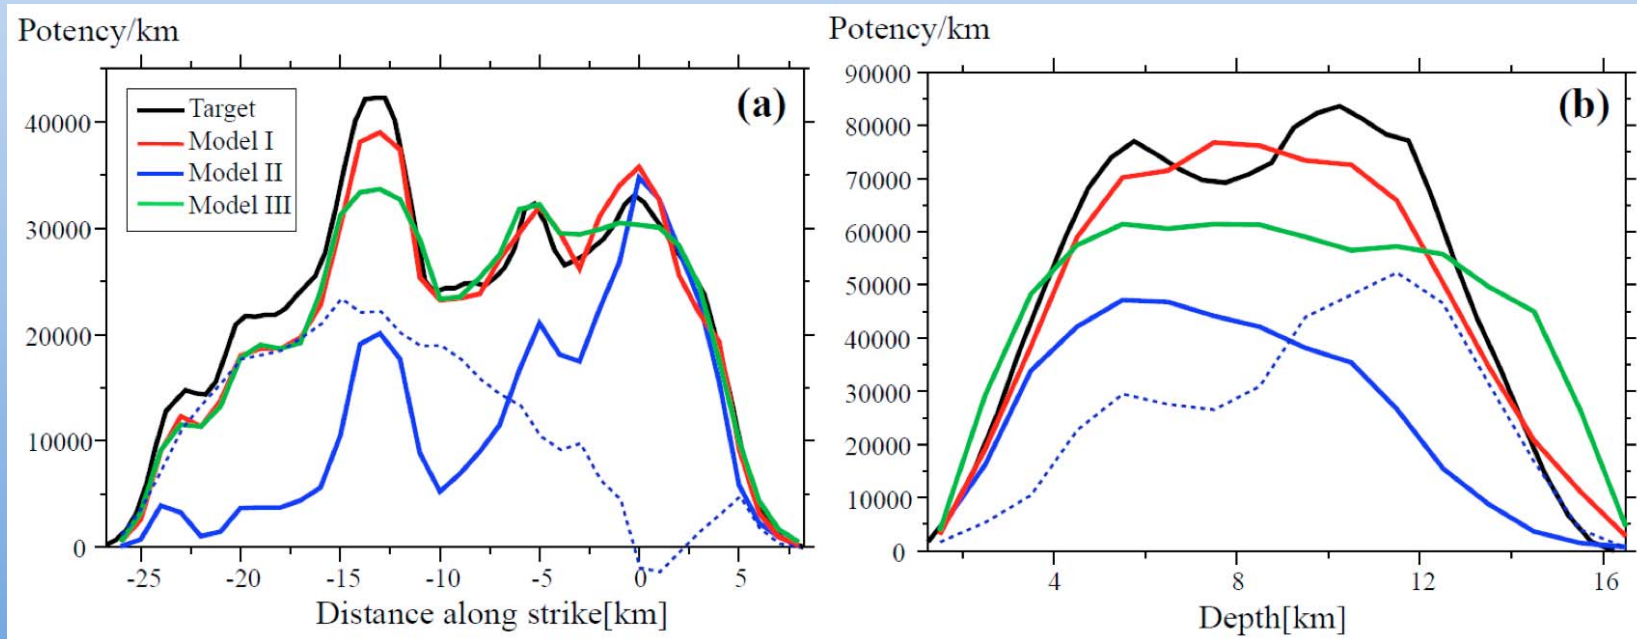 Potency/km
(a)
Target
Model I
Model II
Model III
40000
30000
20000
10000
0
-25 -20 -15 -10 -5 0 5
Distance along strike[km]
Potency/km
(b)
90000
80000
70000
60000
50000
40000
30000
20000
10000
0
4 8 12 16
Depth[km]